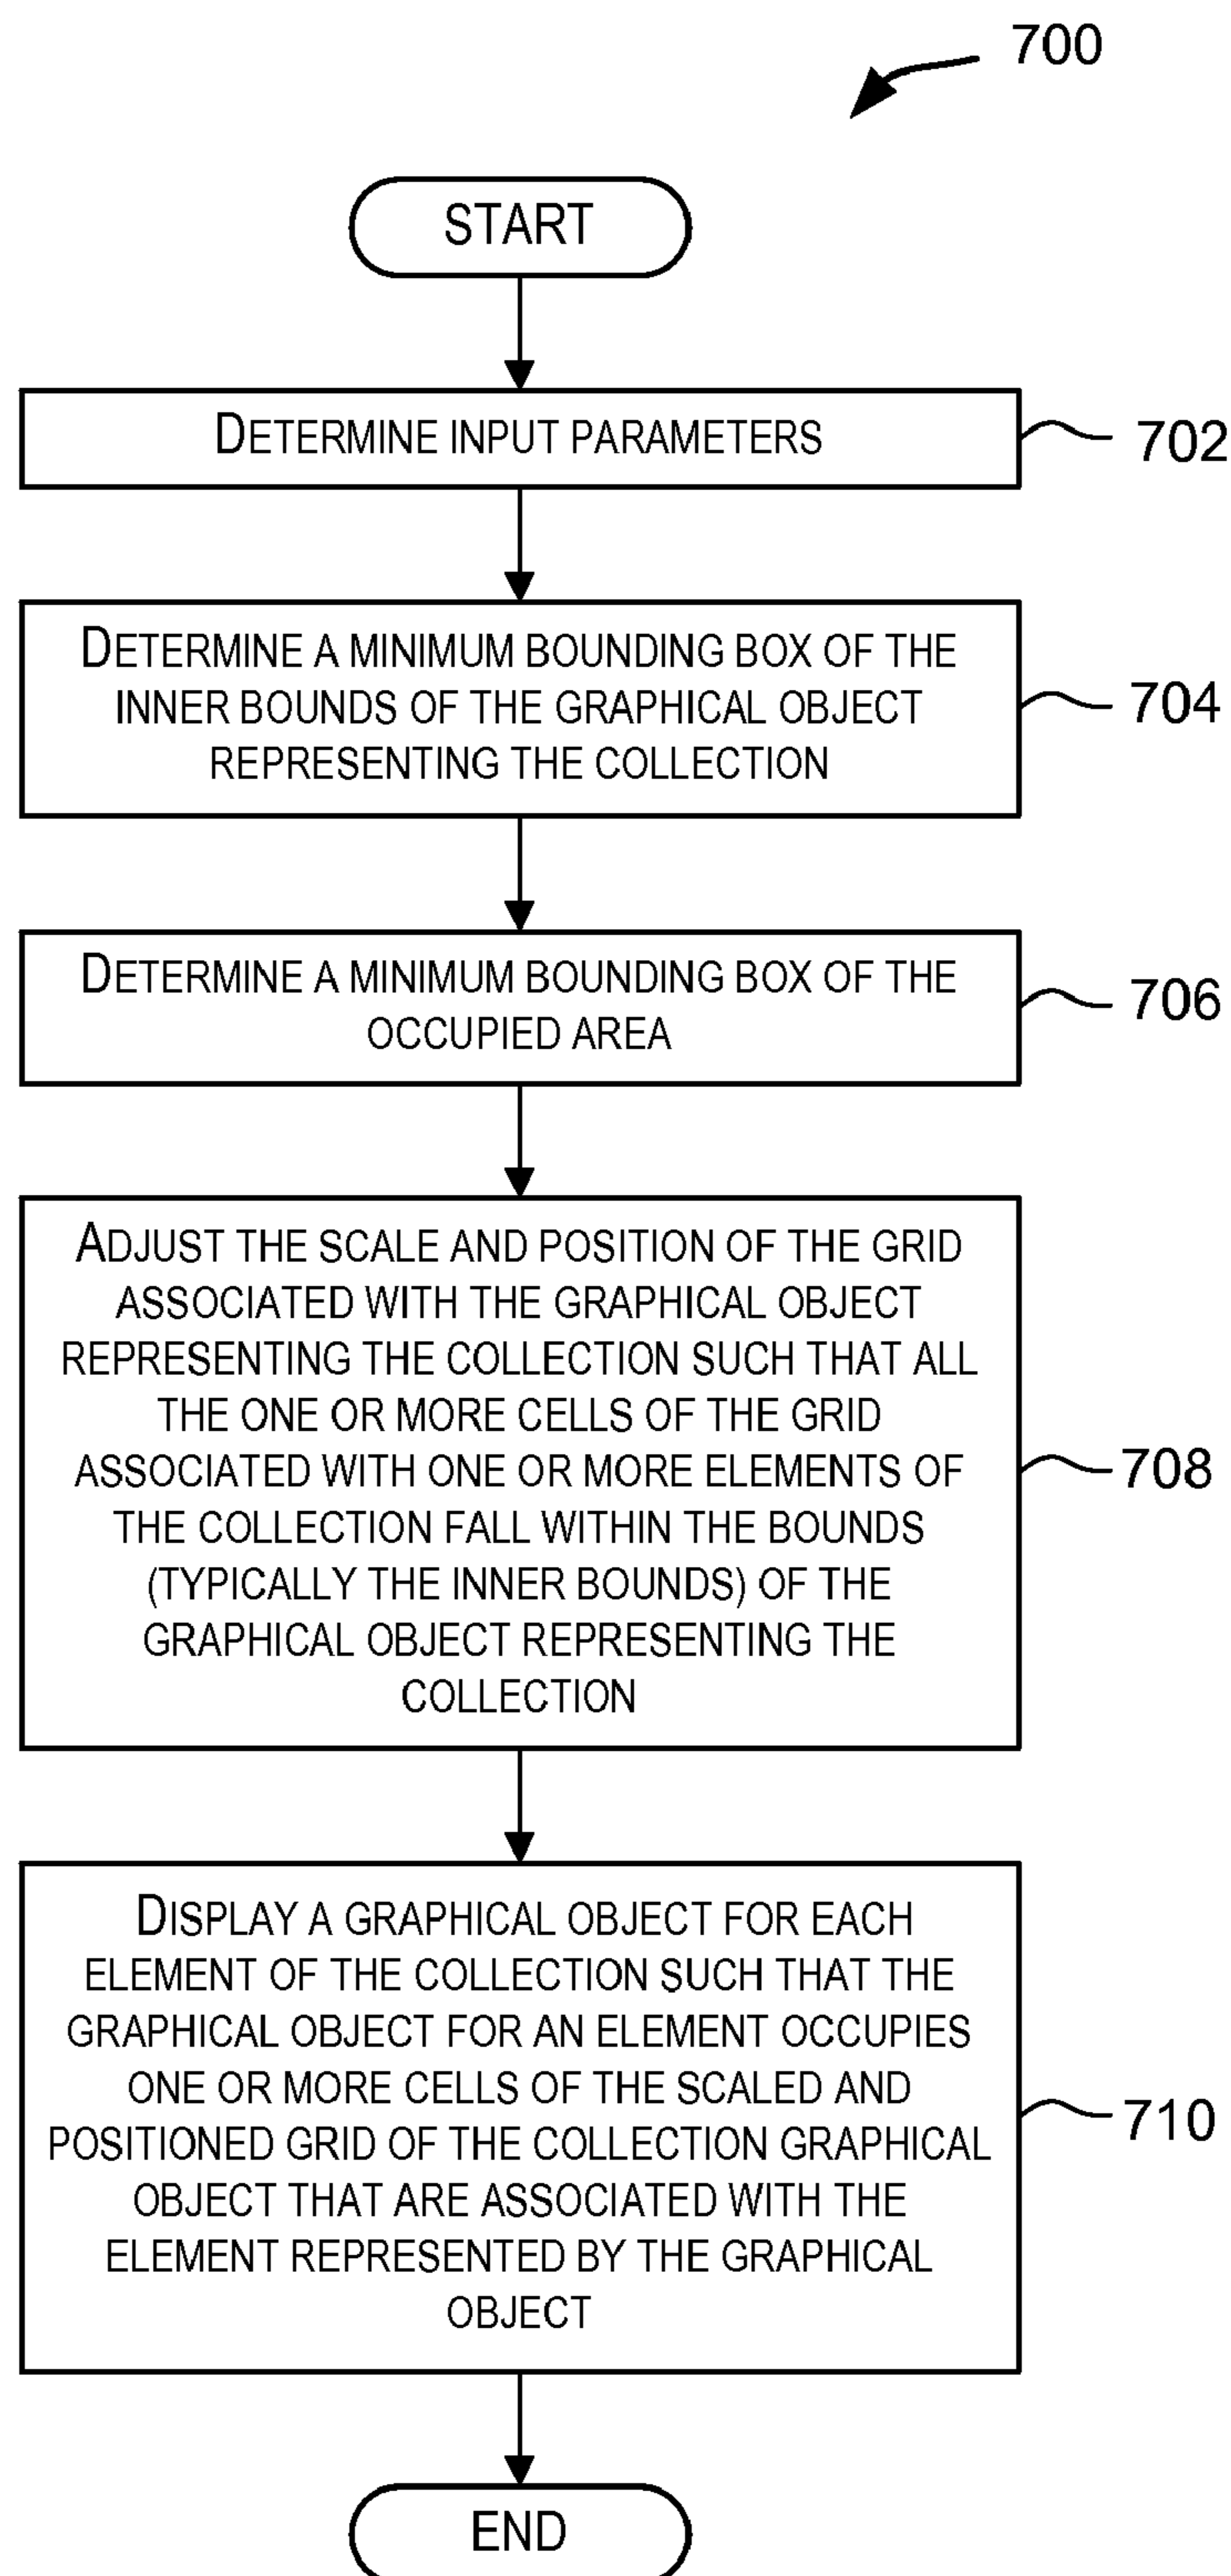 700
START
DETERMINE INPUT PARAMETERS
702
DETERMINE A MINIMUM BOUNDING BOX OF THE
INNER BOUNDS OF THE GRAPHICAL OBJECT
REPRESENTING THE COLLECTION
704
DETERMINE A MINIMUM BOUNDING BOX OF THE
OCCUPIED AREA
706
ADJUST THE SCALE AND POSITION OF THE GRID
ASSOCIATED WITH THE GRAPHICAL OBJECT
REPRESENTING THE COLLECTION SUCH THAT ALL
THE ONE OR MORE CELLS OF THE GRID
ASSOCIATED WITH ONE OR MORE ELEMENTS OF
THE COLLECTION FALL WITHIN THE BOUNDS
(TYPICALLY THE INNER BOUNDS) OF THE
GRAPHICAL OBJECT REPRESENTING THE
COLLECTION
708
DISPLAY A GRAPHICAL OBJECT FOR EACH
ELEMENT OF THE COLLECTION SUCH THAT THE
GRAPHICAL OBJECT FOR AN ELEMENT OCCUPIES
ONE OR MORE CELLS OF THE SCALED AND
POSITIONED GRID OF THE COLLECTION GRAPHICAL
OBJECT THAT ARE ASSOCIATED WITH THE
ELEMENT REPRESENTED BY THE GRAPHICAL
OBJECT
710
END